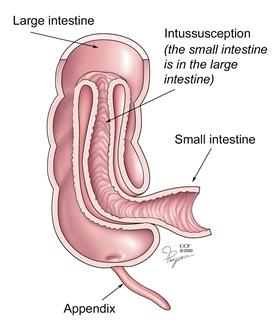 Large intestine
Intussusception
(the small intestine
is in the large
intestine)
Small intestine
CCF
©2000
Appendix